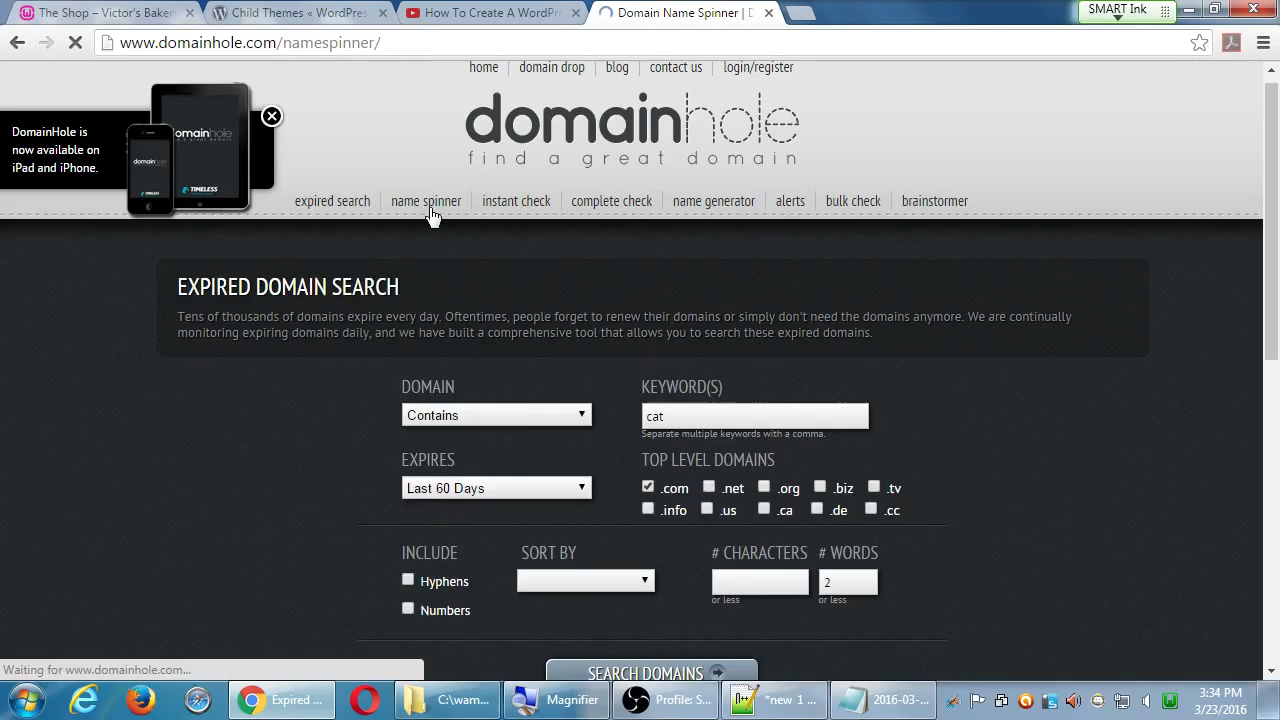 The Shop – Victor's Baker
Child Themes « WordPres
How To Create A WordPre
Domain Name Spinner | D
SMART Ink
www.domainhole.com/namespinner/
home
domain drop
blog
contact us
login/register
DomainHole is
now available on
iPad and iPhone.
TIMELESS
TIMELESS
domainhole
find a great domain
expired search
name spinner
instant check
complete check
name generator
alerts
bulk check
brainstormer
EXPIRED DOMAIN SEARCH
Tens of thousands of domains expire every day. Oftentimes, people forget to renew their domains or simply don't need the domains anymore. We are continually
monitoring expiring domains daily, and we have built a comprehensive tool that allows you to search these expired domains.
DOMAIN
KEYWORD(S)
Contains
cat
Separate multiple keywords with a comma.
EXPIRES
TOP LEVEL DOMAINS
Last 60 Days
.com .net .org .biz .tv
.info .us .ca .de .cc
INCLUDE
SORT BY
# CHARACTERS
# WORDS
Hyphens
2
or less
or less
Numbers
SEARCH DOMAINS
Waiting for www.domainhole.com...
Expired ...
C:\wam...
Magnifier
Profile: S...
*new 1 ...
2016-03-...
3:34 PM
3/23/2016